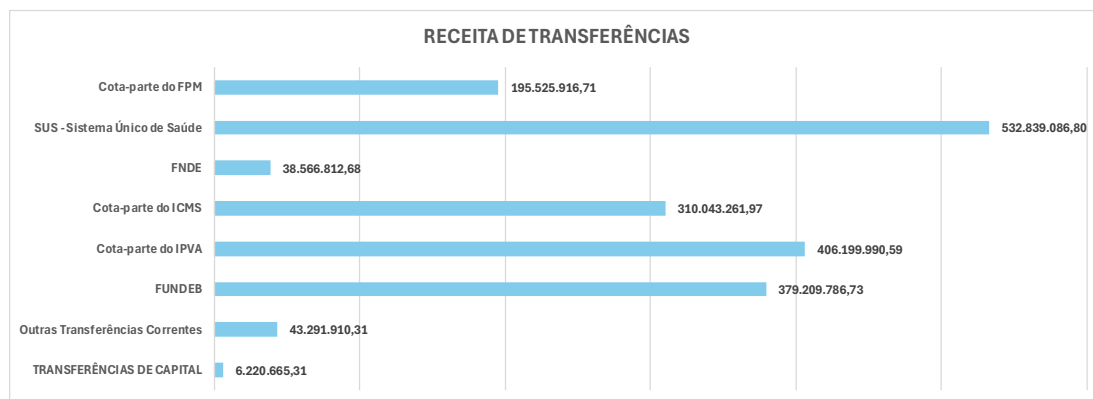 RECEITA DE TRANSFERÊNCIAS
Cota-parte do FPM 195.525.916,71
SUS - Sistema Único de Saúde 532.839.086,80
FNDE 38.566.812,68
Cota-parte do ICMS 310.043.261,97
Cota-parte do IPVA 406.199.990,59
FUNDEB 379.209.786,73
Outras Transferências Correntes 43.291.910,31
TRANSFERÊNCIAS DE CAPITAL 6.220.665,31